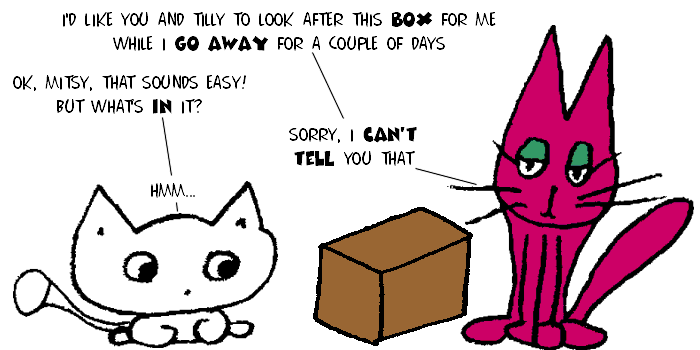 I'D LIKE YOU AND TILLY TO LOOK AFTER THIS BOX FOR ME
WHILE I GO AWAY FOR A COUPLE OF DAYS
OK, MITSY, THAT SOUNDS EASY!
BUT WHAT'S IN IT?
SORRY, I CAN'T
TELL YOU THAT
HMM...